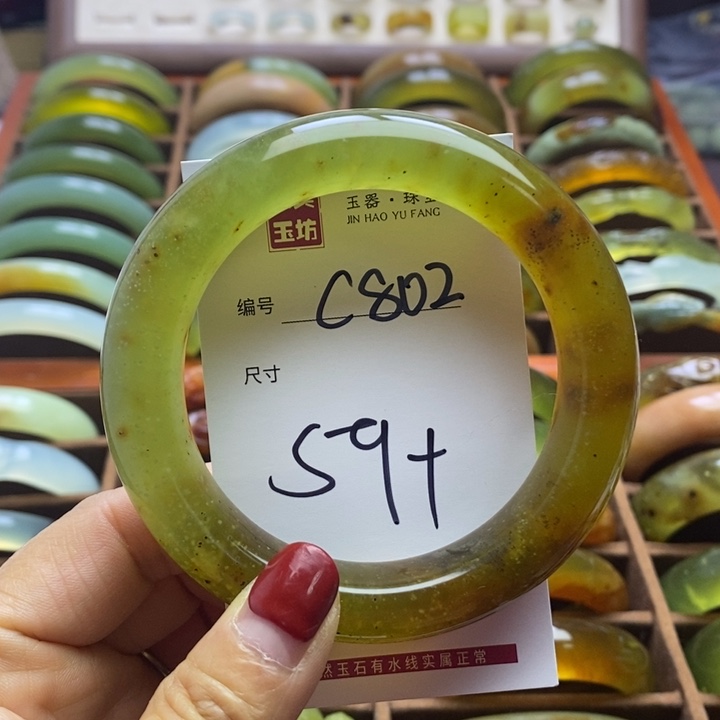 玉器·珠
玉坊
JIN HAO YU FANG
编号 C802
尺寸
59+
然玉石有水线实属正常